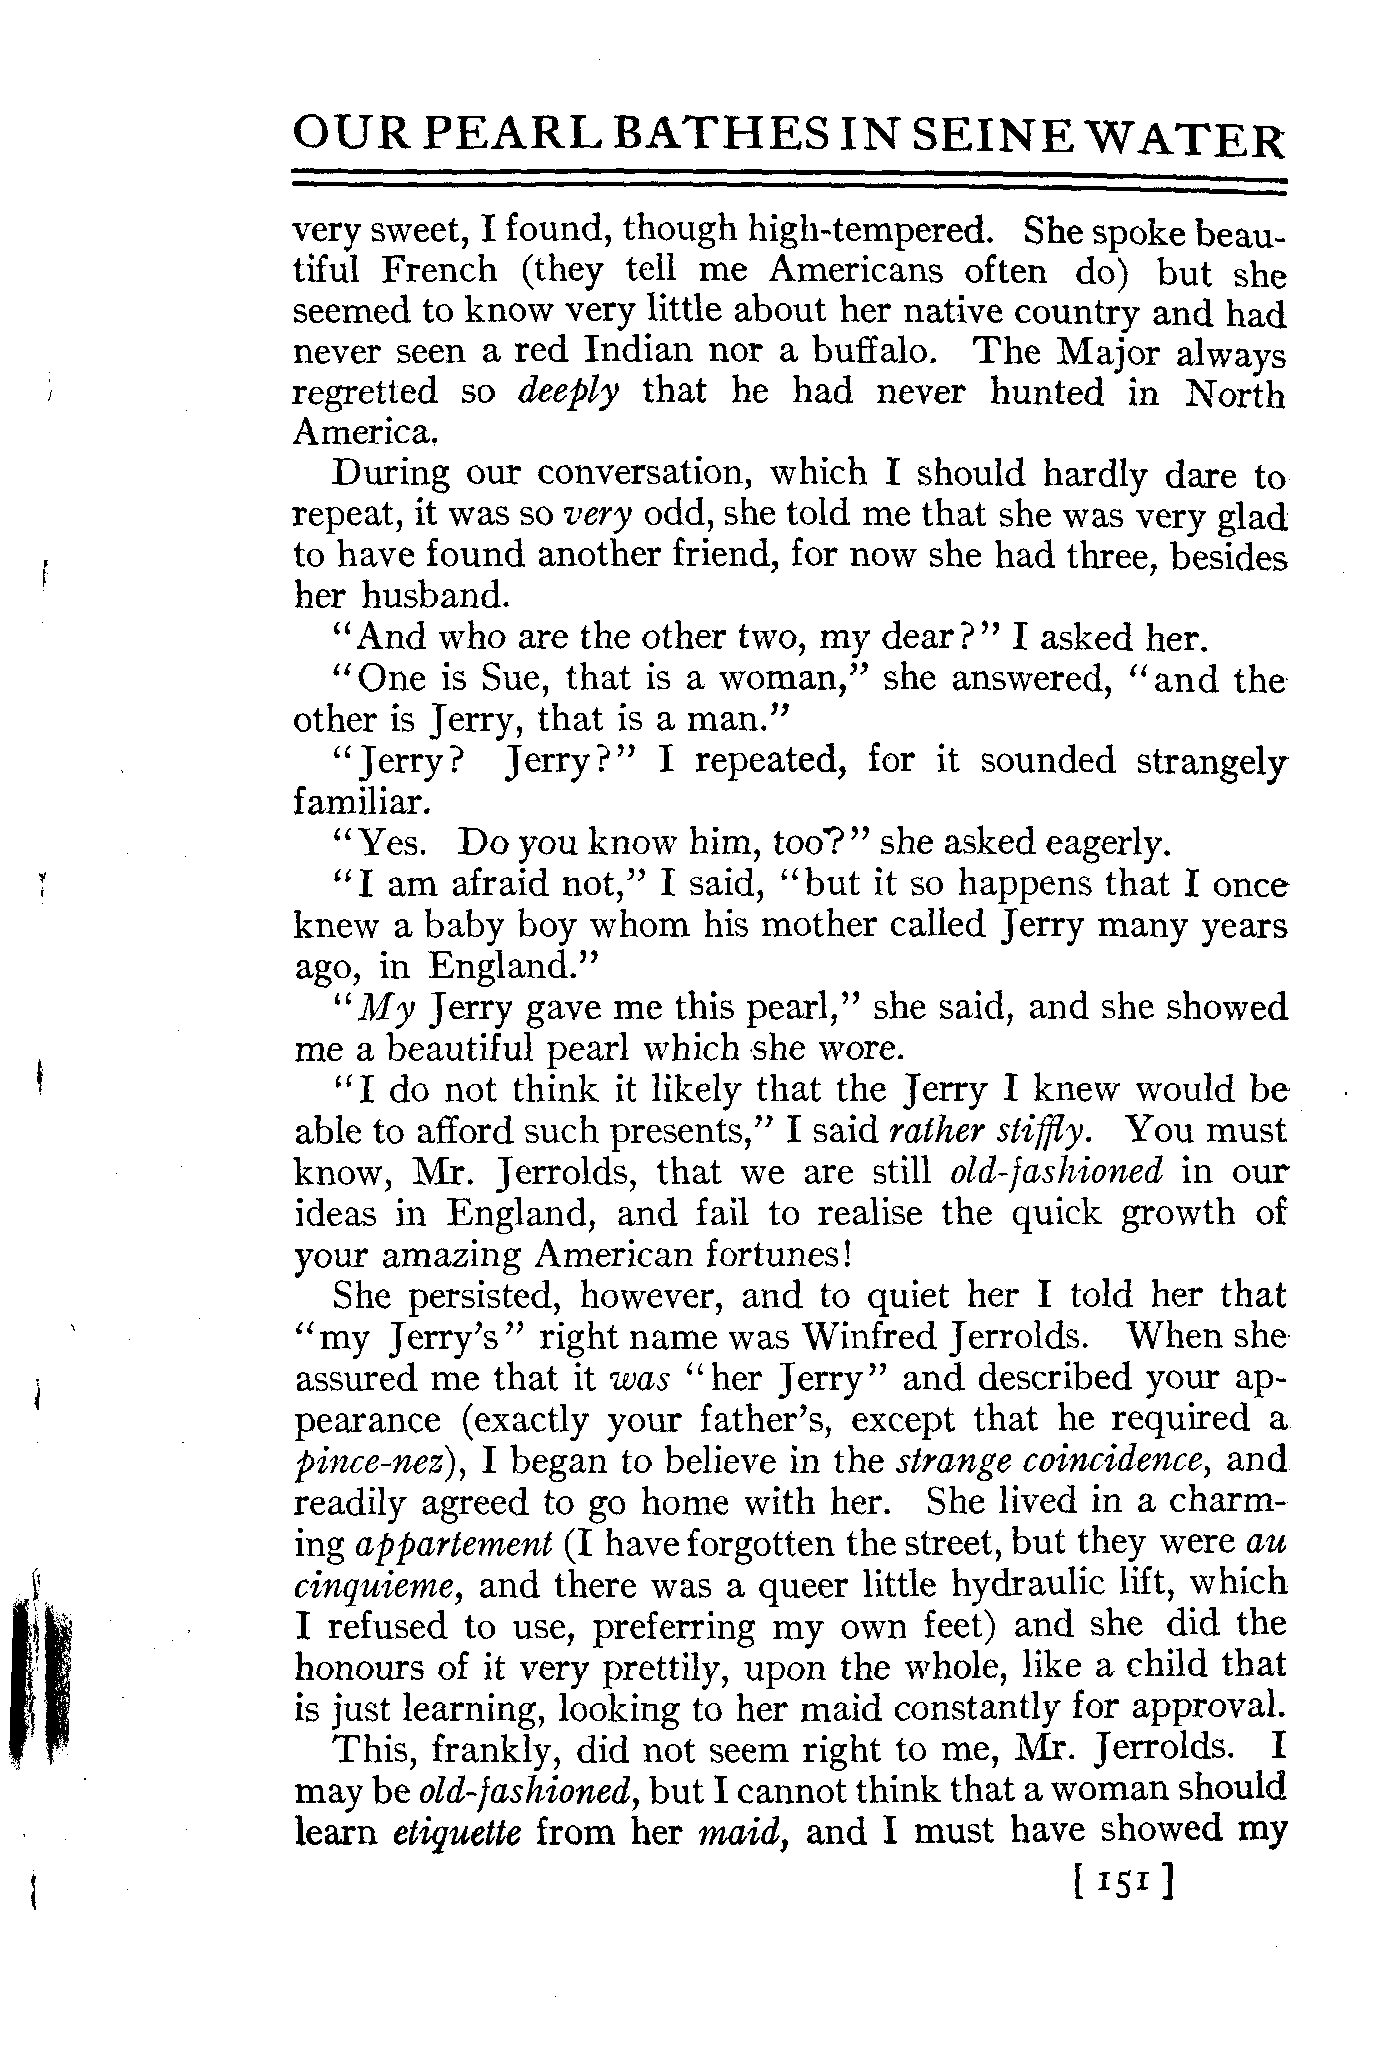 OUR PEARL BATHES IN SEINE WATER
very sweet, I found, though high-tempered. She spoke beau-
tiful French (they tell me Americans often do) but she
seemed to know very little about her native country and had
never seen a red Indian nor a buffalo. The Major always
regretted so deeply that he had never hunted in North
America.
During our conversation, which I should hardly dare to
repeat, it was so very odd, she told me that she was very glad
to have found another friend, for now she had three, besides
her husband.
"And who are the other two, my dear?" I asked her.
"One is Sue, that is a woman," she answered, "and the
other is Jerry, that is a man."
"Jerry? Jerry?" I repeated, for it sounded strangely
familiar.
"Yes. Do you know him, too?" she asked eagerly.
"I am afraid not," I said, "but it so happens that I once
knew a baby boy whom his mother called Jerry many years
ago, in England."
"My Jerry gave me this pearl," she said, and she showed
me a beautiful pearl which she wore.
"I do not think it likely that the Jerry I knew would be
able to afford such presents," I said rather stiffly. You must
know, Mr. Jerrolds, that we are still old-fashioned in our
ideas in England, and fail to realise the quick growth of
your amazing American fortunes!
She persisted, however, and to quiet her I told her that
"my Jerry's" right name was Winfred Jerrolds. When she
assured me that it was "her Jerry" and described your ap-
pearance (exactly your father's, except that he required a
pince-nez), I began to believe in the strange coincidence, and
readily agreed to go home with her. She lived in a charm-
ing appartement (I have forgotten the street, but they were au
cinquieme, and there was a queer little hydraulic lift, which
I refused to use, preferring my own feet) and she did the
honours of it very prettily, upon the whole, like a child that
is just learning, looking to her maid constantly for approval.
This, frankly, did not seem right to me, Mr. Jerrolds. I
may be old-fashioned, but I cannot think that a woman should
learn etiquette from her maid, and I must have showed my
[ 151 ]